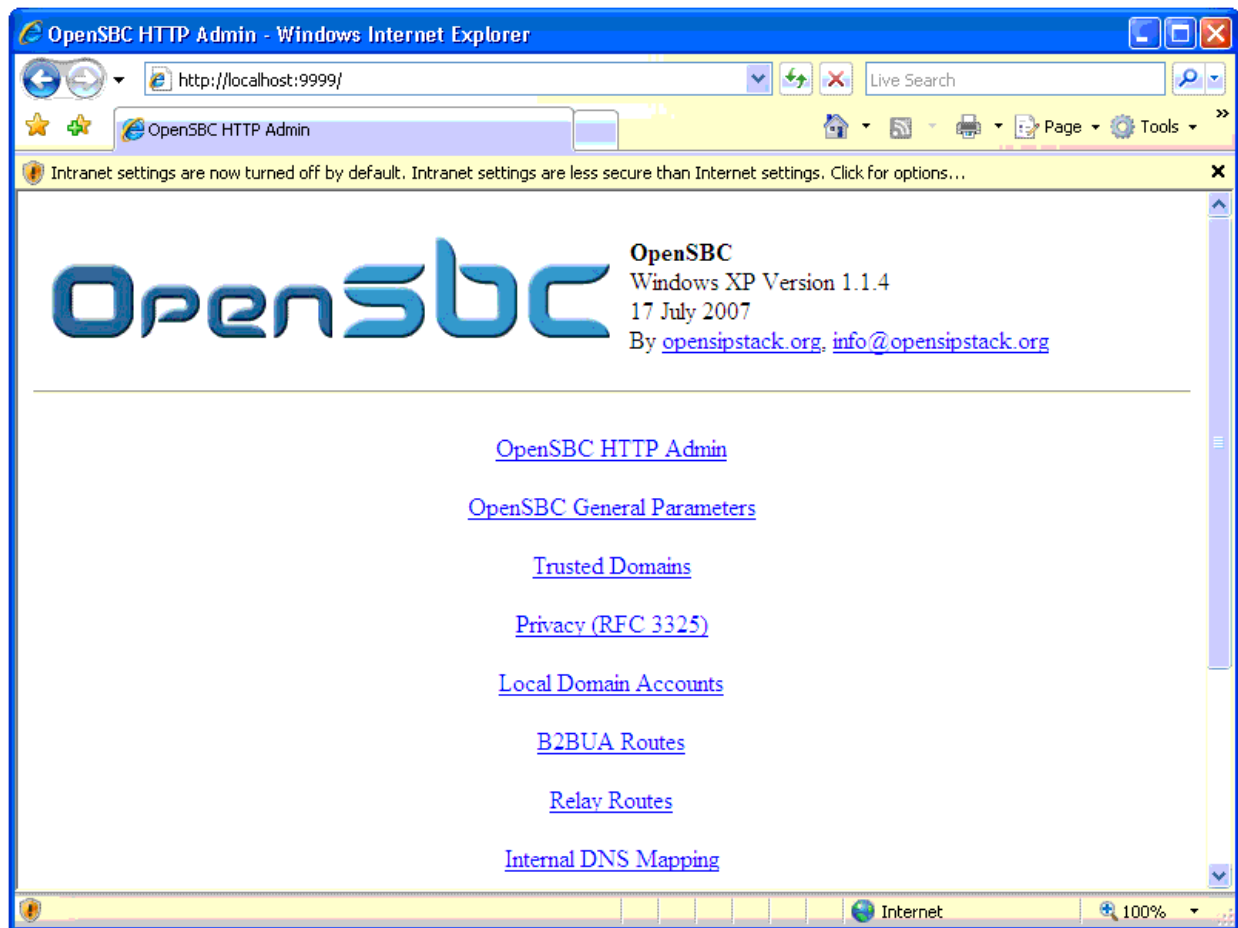 OpenSBC HTTP Admin - Windows Internet Explorer
http://localhost:9999/
Live Search
OpenSBC HTTP Admin
Page
Tools
»
Intranet settings are now turned off by default. Intranet settings are less secure than Internet settings. Click for options...
OpenSBC
OpenSBC
Windows XP Version 1.1.4
17 July 2007
By opensipstack.org, info@opensipstack.org
OpenSBC HTTP Admin
OpenSBC General Parameters
Trusted Domains
Privacy (RFC 3325)
Local Domain Accounts
B2BUA Routes
Relay Routes
Internal DNS Mapping
Internet
100%